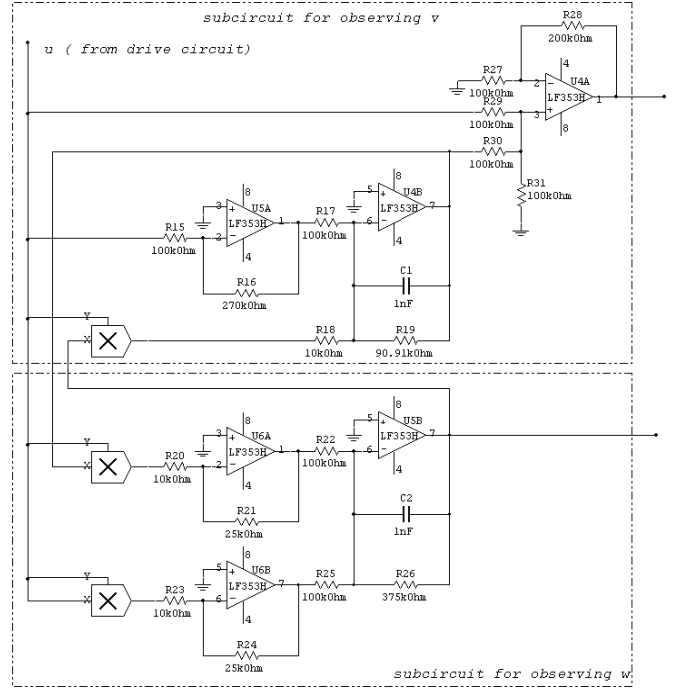 subcircuit for observing v
R28
200kOhm
u ( from drive circuit)
R27
100kOhm
4
2
U4A
LF353H
1
R29
100kOhm
3
8
R30
100kOhm
R31
100kOhm
8
U4B
5
LF353H
7
6
4
8
U5A
3
LF353H
1
2
4
R17
100kOhm
R15
100kOhm
R16
270kOhm
C1
1nF
Y
X
R18
10kOhm
R19
90.91kOhm
8
U5B
5
LF353H
7
6
4
8
U6A
3
LF353H
1
2
4
R22
100kOhm
Y
X
R20
10kOhm
R21
25kOhm
C2
1nF
8
U6B
5
LF353H
7
6
4
R25
100kOhm
R26
375kOhm
Y
X
R23
10kOhm
R24
25kOhm
subcircuit for observing w